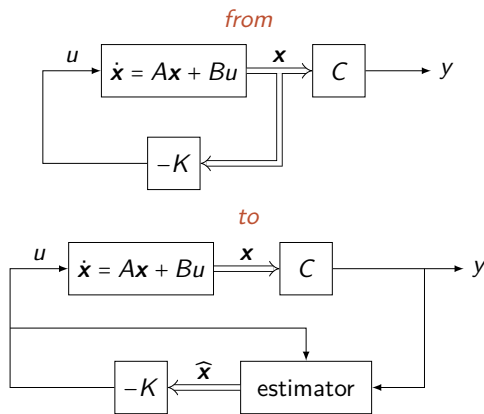 from
u
ẋ = Ax + Bu
x
C
y
−K
to
u
ẋ = Ax + Bu
x
C
y
−K
x̂
estimator